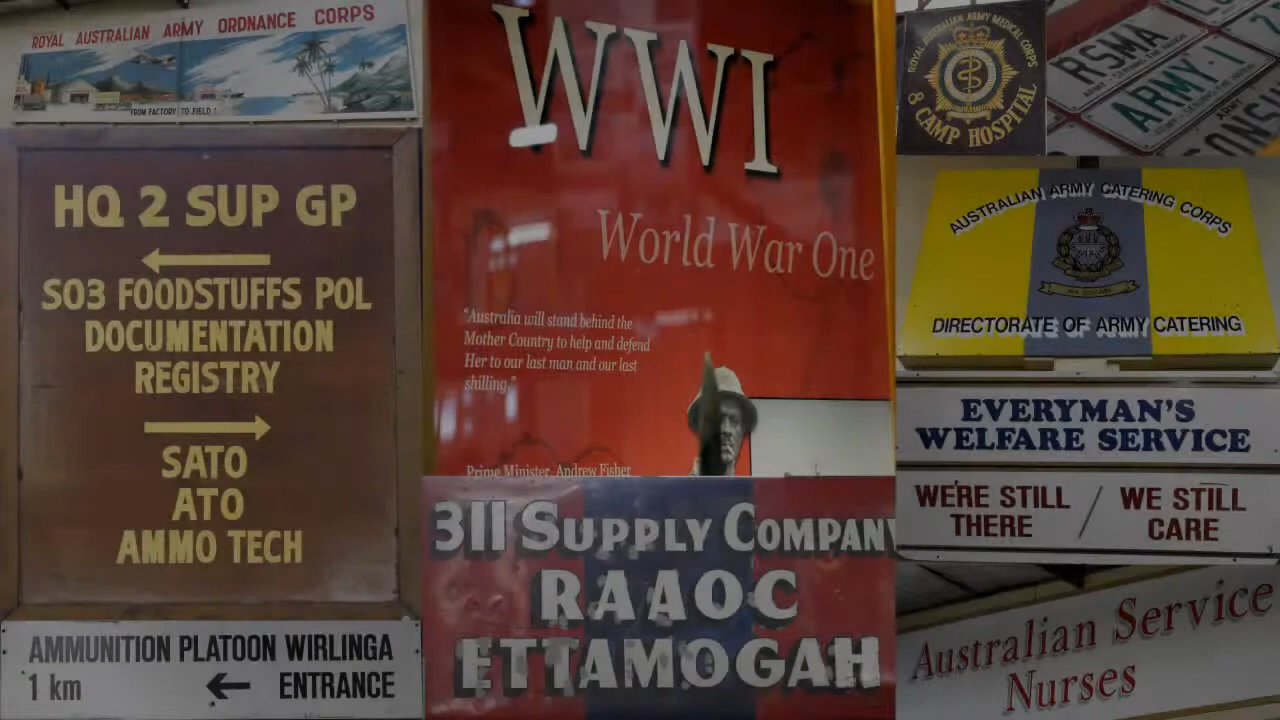 ROYAL AUSTRALIAN ARMY ORDNANCE CORPS
FROM FACTORY TO FIELD!
HQ 2 SUP GP
SO3 FOODSTUFFS POL
DOCUMENTATION
REGISTRY
SATO
ATO
AMMO TECH
AMMUNITION PLATOON WIRLINGA
1 km ENTRANCE
WWI
World War One
"Australia will stand behind the
Mother Country to help and defend
Her to our last man and our last
shilling."
Prime Minister, Andrew Fisher
311 SUPPLY COMPANY
RAAOC
ETTAMOGAH
ROYAL AUSTRALIAN ARMY MEDICAL CORPS
& CAMP HOSPITAL
RSMA
ARMY·1
ARMY
AUSTRALIAN ARMY CATERING CORPS
DIRECTORATE OF ARMY CATERING
EVERYMAN'S
WELFARE SERVICE
WE'RE STILL / WE STILL
THERE CARE
Australian Service
Nurses